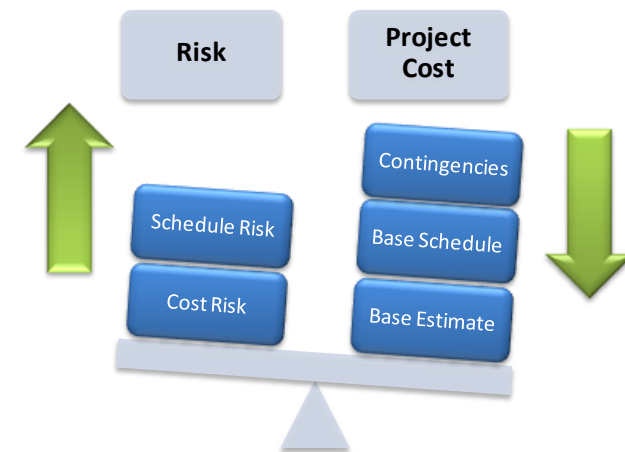 Risk
Project
Cost
Contingencies
Schedule Risk
Base Schedule
Cost Risk
Base Estimate